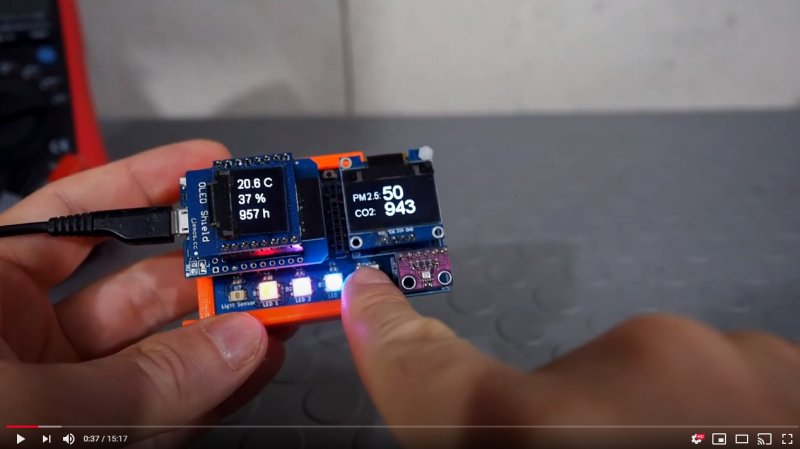 20.6 C
37 %
957 h
OLED Shield
PM2.5: 50
CO2: 943
Light Sensor
LED 1
LED 2
LED
0:37 / 15:17